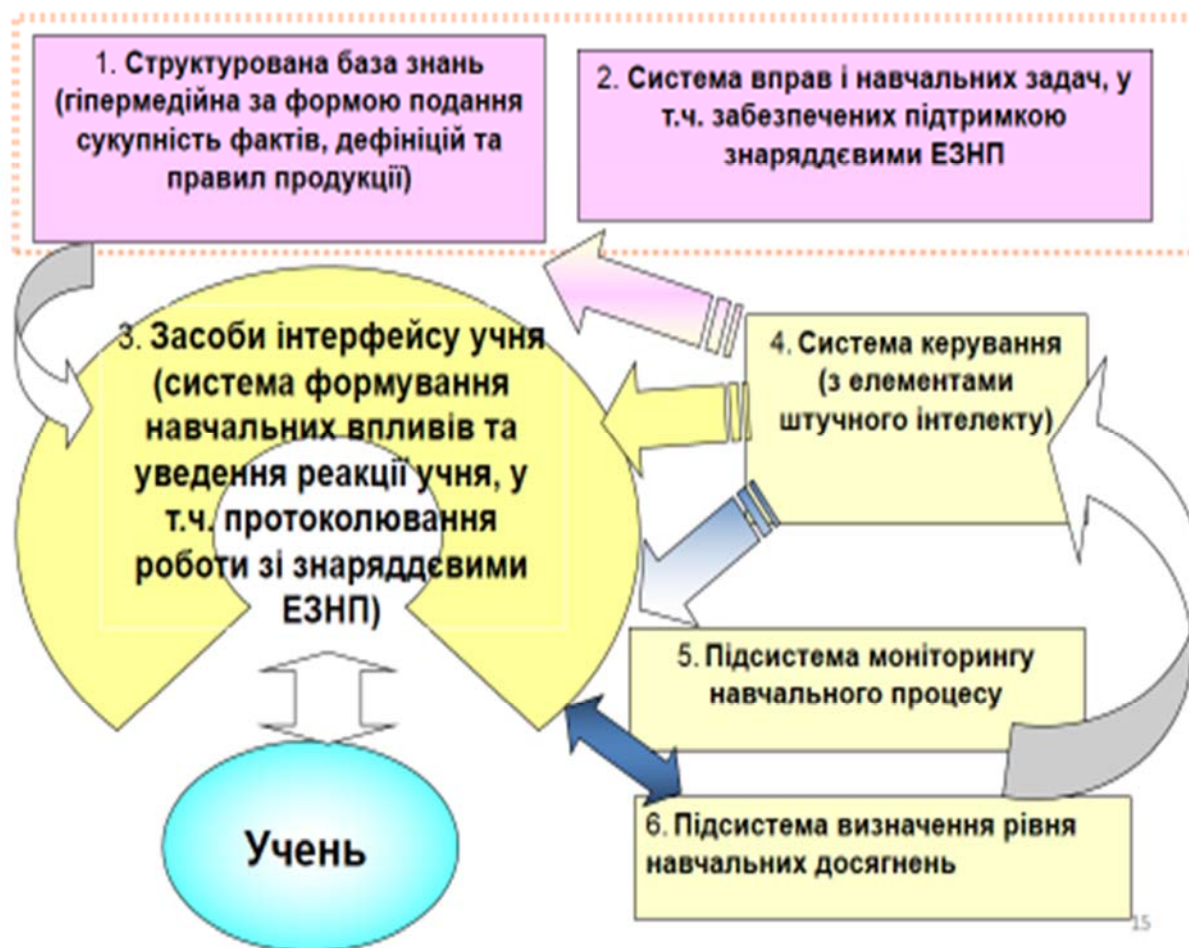 1. Структурована база знань
(гіпермедійна за формою подання
сукупність фактів, дефініцій та
правил продукції)
2. Система вправ і навчальних задач, у
т.ч. забезпечених підтримкою
знаряддєвими ЕЗНП
3. Засоби інтерфейсу учня
(система формування
навчальних впливів та
уведення реакції учня, у
т.ч. протоколювання
роботи зі знаряддєвими
ЕЗНП)
4. Система керування
(з елементами
штучного інтелекту)
5. Підсистема моніторингу
навчального процесу
6. Підсистема визначення рівня
навчальних досягнень
Учень
15